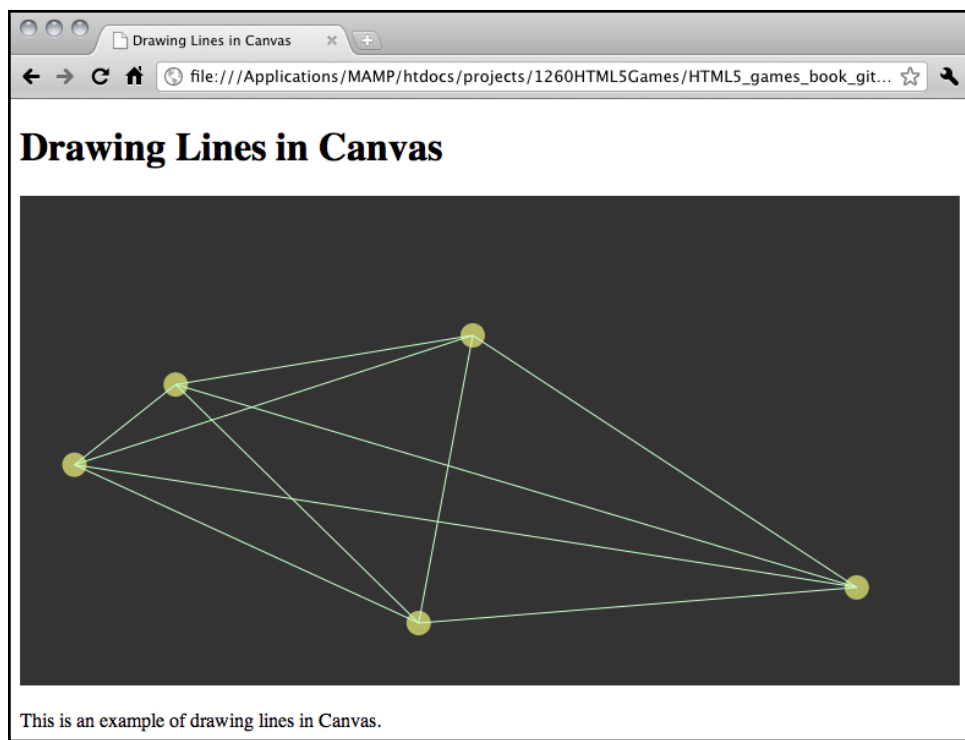 Drawing Lines in Canvas
file:///Applications/MAMP/htdocs/projects/1260HTML5Games/HTML5_games_book_git...
Drawing Lines in Canvas
This is an example of drawing lines in Canvas.